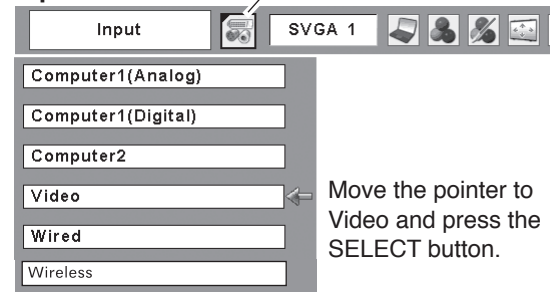 Input
SVGA 1
Computer1(Analog)
Computer1(Digital)
Computer2
Video
Wired
Wireless
Move the pointer to
Video and press the
SELECT button.